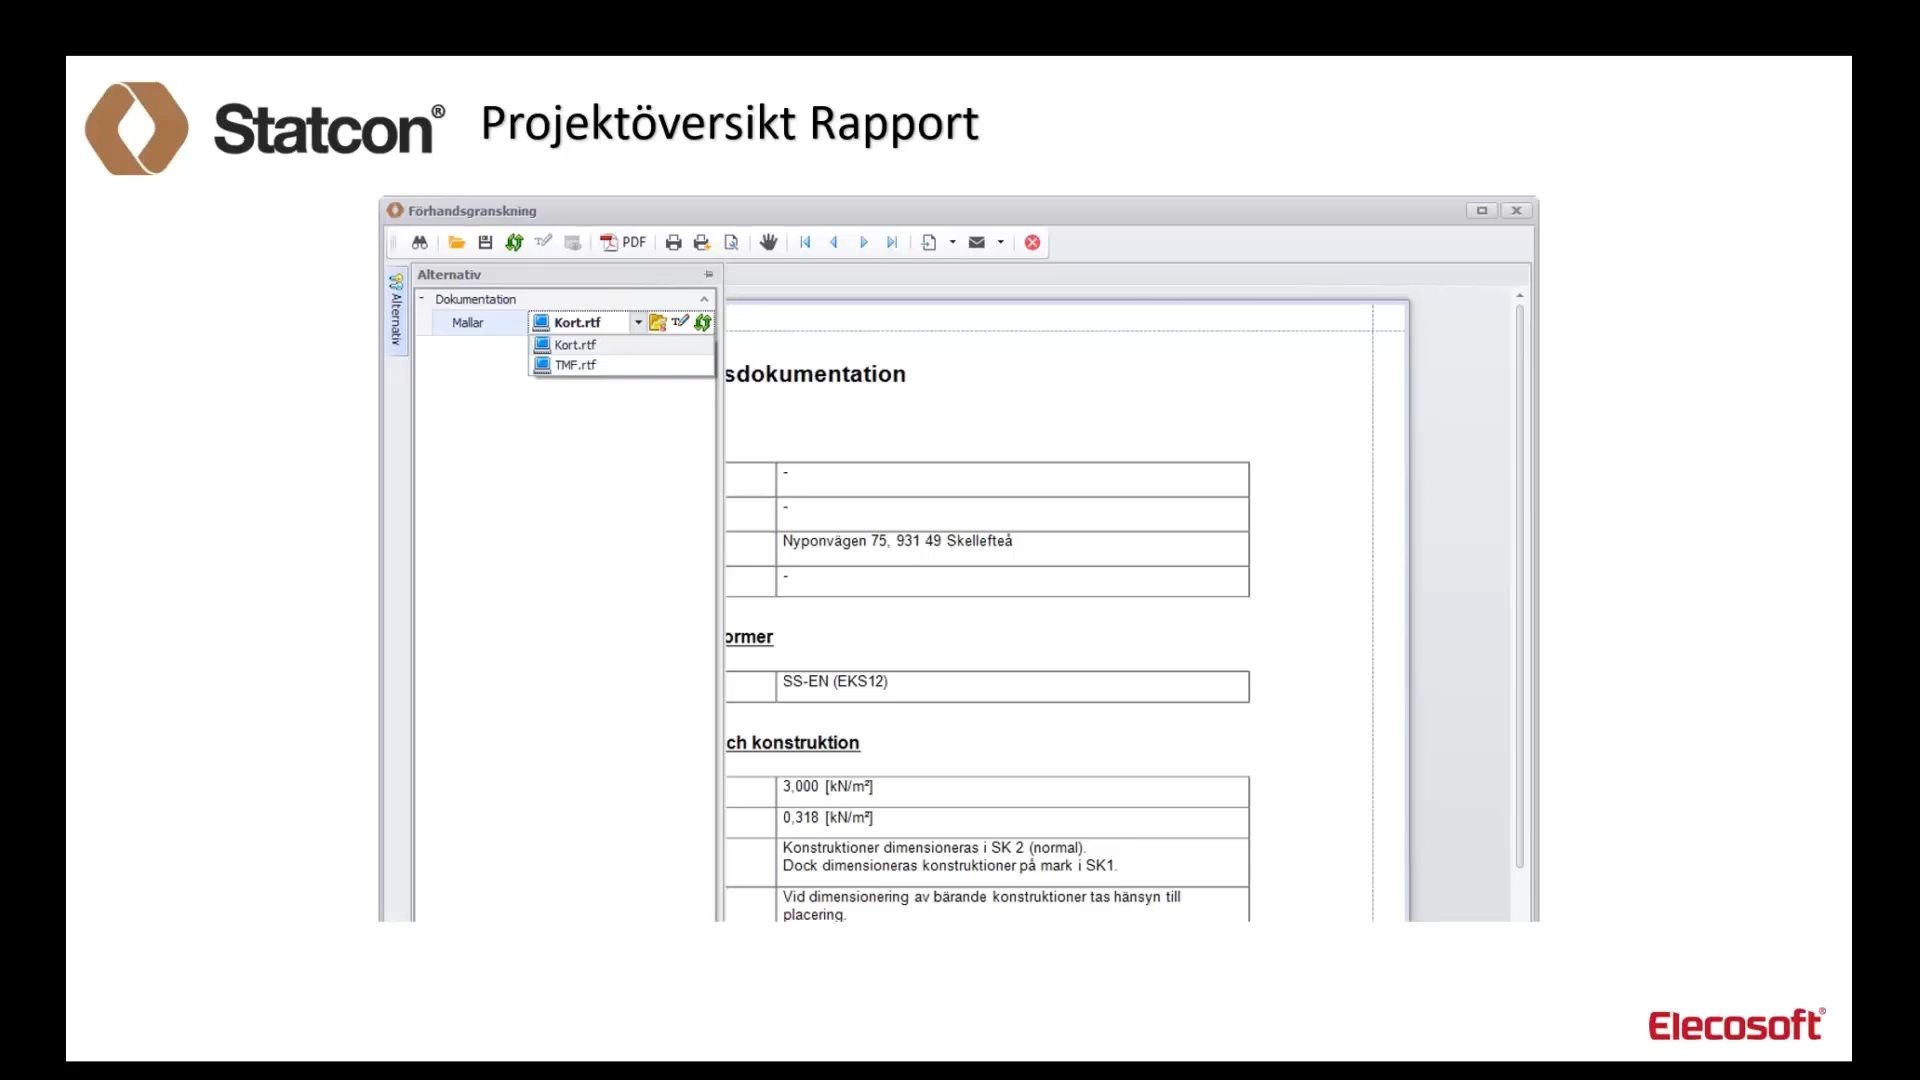 Statcon® Projektöversikt Rapport
Förhandsgranskning
PDF
Alternativ
Alternativ
Dokumentation
Mallar Kort.rtf
Kort.rtf
TMF.rtf
sdokumentation
-
-
Nyponvägen 75, 931 49 Skellefteå
-
ormer
SS-EN (EKS12)
ch konstruktion
3,000 [kN/m²]
0,318 [kN/m²]
Konstruktioner dimensioneras i SK 2 (normal).
Dock dimensioneras konstruktioner på mark i SK1.
Vid dimensionering av bärande konstruktioner tas hänsyn till
placering.
Elecosoft®